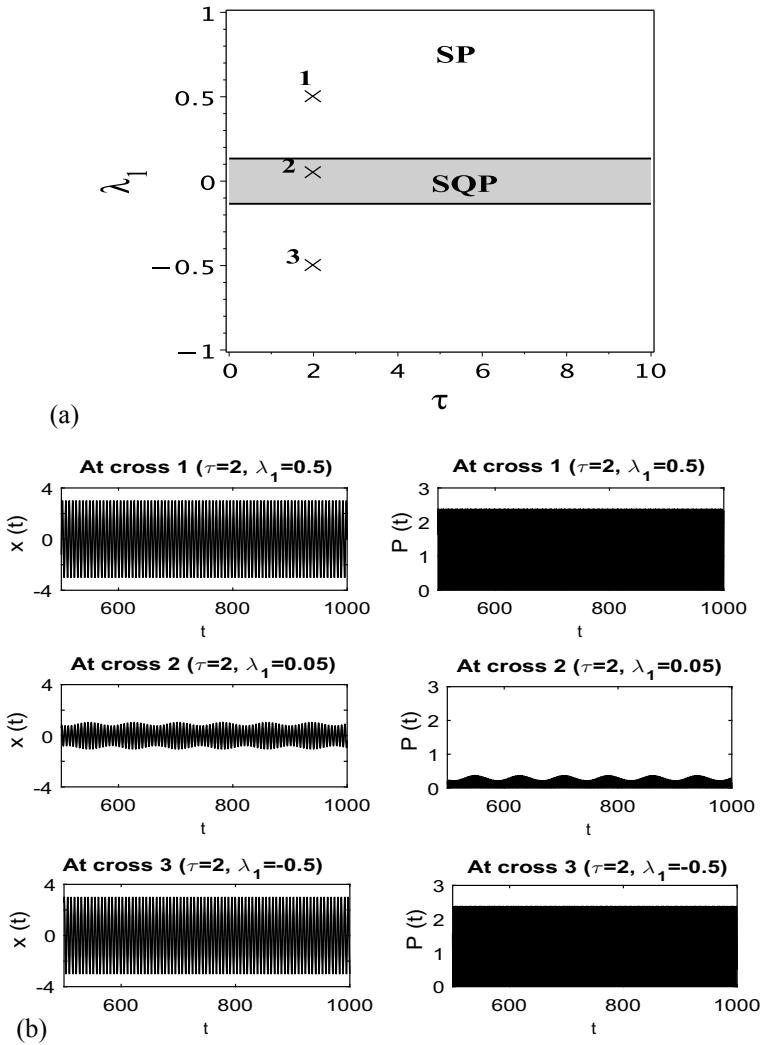 1
SP
1
0.5
2
λ₁
0
SQP
3
−0.5
−1
0 2 4 6 8 10
τ
(a)
At cross 1 (τ=2, λ₁=0.5) At cross 1 (τ=2, λ₁=0.5)
4 3
x (t) 0 P (t) 2
1
-4 0
600 800 1000 600 800 1000
t t
At cross 2 (τ=2, λ₁=0.05) At cross 2 (τ=2, λ₁=0.05)
4 3
x (t) 0 P (t) 2
1
-4 0
600 800 1000 600 800 1000
t t
At cross 3 (τ=2, λ₁=-0.5) At cross 3 (τ=2, λ₁=-0.5)
4 3
x (t) 0 P (t) 2
1
-4 0
600 800 1000 600 800 1000
(b) t t